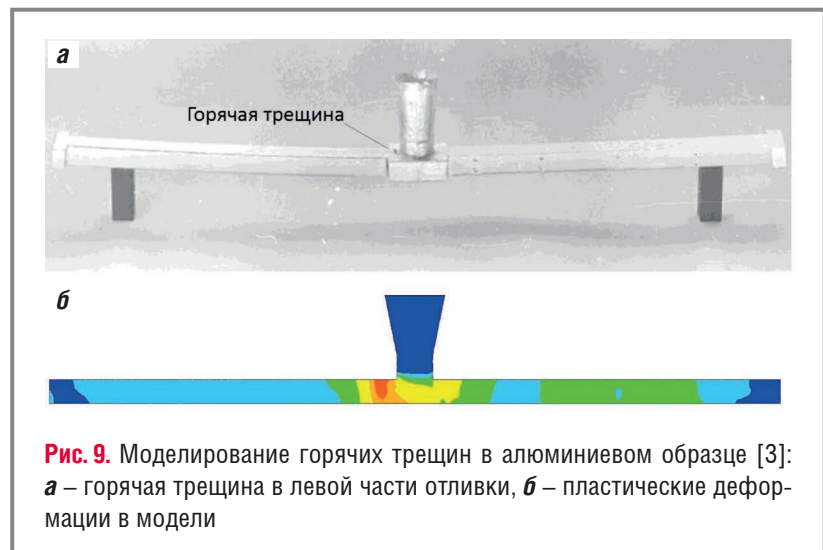 а
Горячая трещина
б
Рис. 9. Моделирование горячих трещин в алюминиевом образце [3]:
а – горячая трещина в левой части отливки, б – пластические дефор-
мации в модели